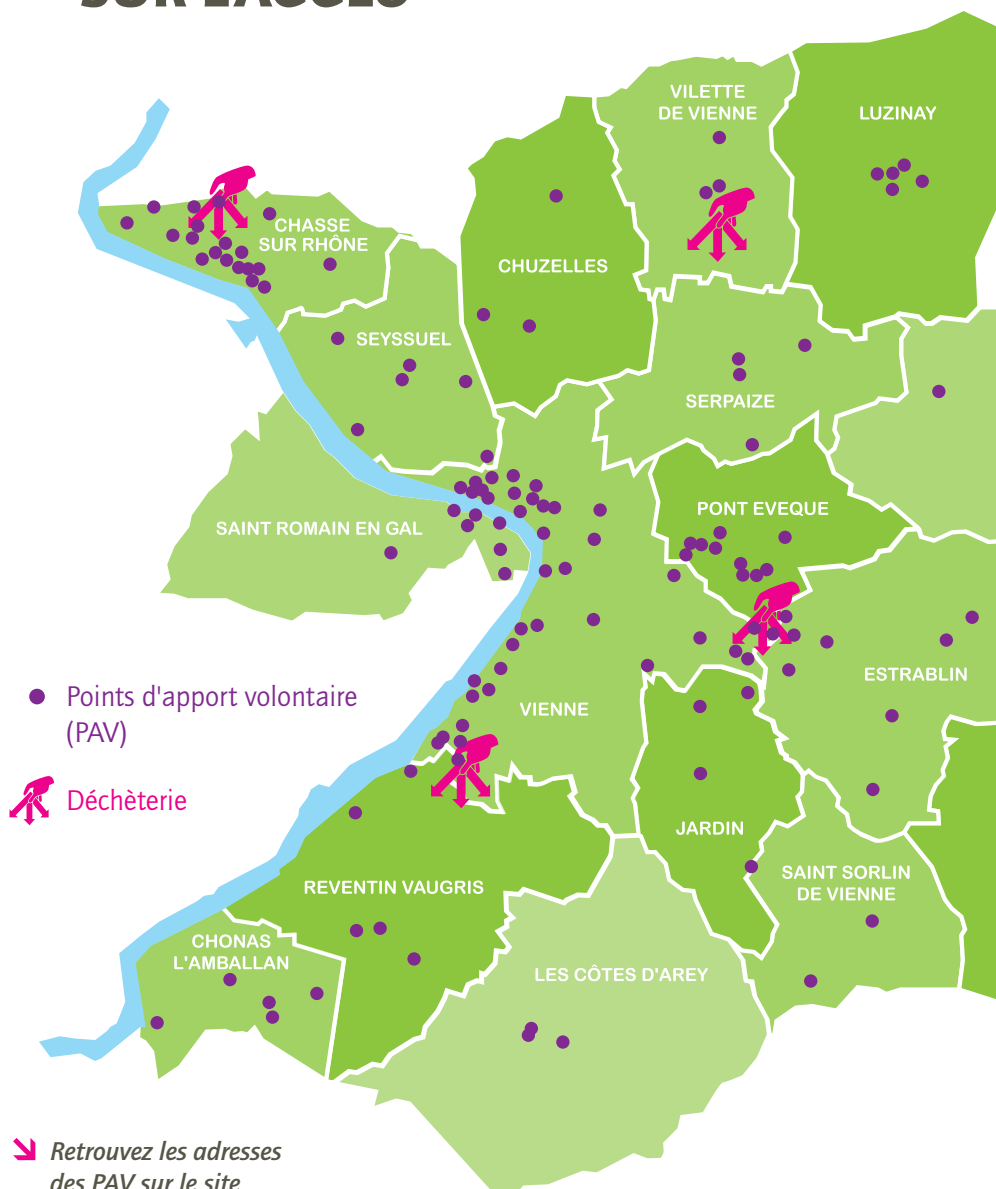 SUR L'ACCÈS
VILETTE
DE VIENNE
LUZINAY
CHASSE
SUR RHÔNE
CHUZELLES
SEYSSUEL
SERPAIZE
PONT EVEQUE
SAINT ROMAIN EN GAL
ESTRABLIN
Points d'apport volontaire
(PAV)
VIENNE
Déchèterie
JARDIN
SAINT SORLIN
DE VIENNE
REVENTIN VAUGRIS
CHONAS
L'AMBALLAN
LES CÔTES D'AREY
Retrouvez les adresses
des PAV sur le site